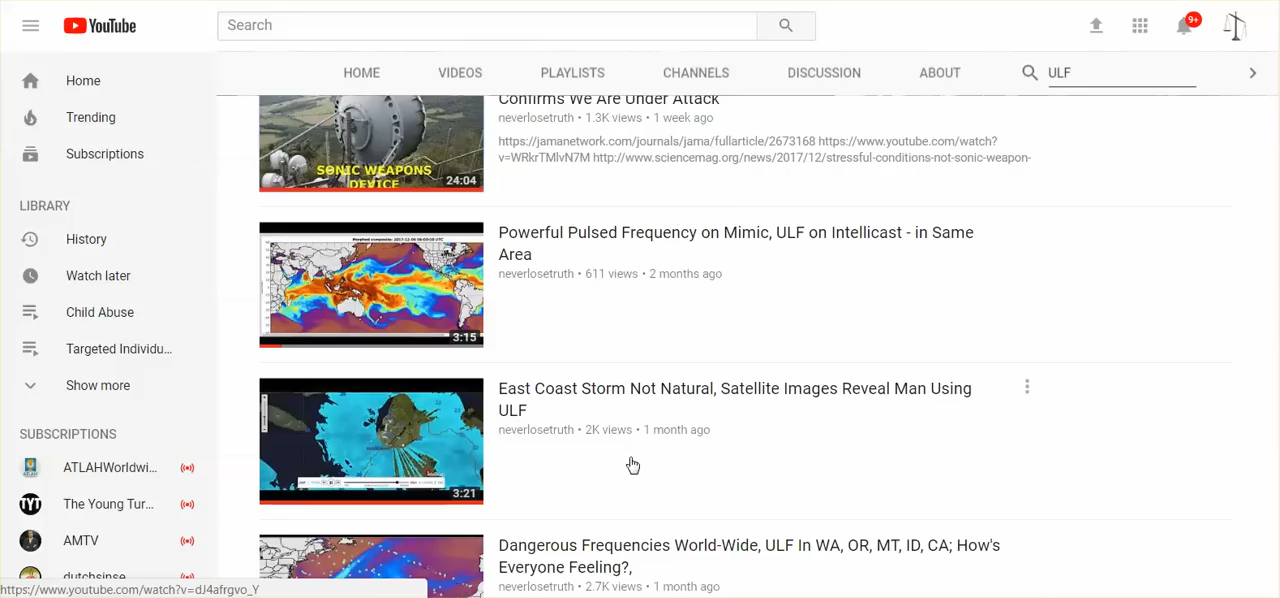 YouTube
Search
9+
HOME VIDEOS PLAYLISTS CHANNELS DISCUSSION ABOUT ULF
Home
Trending
Subscriptions
LIBRARY
History
Watch later
Child Abuse
Targeted Individu...
Show more
SUBSCRIPTIONS
ATLAHWorldwi...
TYT The Young Tur...
AMTV
dutchsinse
https://www.youtube.com/watch?v=dJ4afrgvo_Y
SONIC WEAPONS
DEVICE
24:04
Confirms We Are Under Attack
neverlosetruth • 1.3K views • 1 week ago
https://jamanetwork.com/journals/jama/fullarticle/2673168 https://www.youtube.com/watch?
v=WRkrTMlvN7M http://www.sciencemag.org/news/2017/12/stressful-conditions-not-sonic-weapon-
3:15
Powerful Pulsed Frequency on Mimic, ULF on Intellicast - in Same
Area
neverlosetruth • 611 views • 2 months ago
3:21
East Coast Storm Not Natural, Satellite Images Reveal Man Using
ULF
neverlosetruth • 2K views • 1 month ago
Dangerous Frequencies World-Wide, ULF In WA, OR, MT, ID, CA; How's
Everyone Feeling?,
neverlosetruth • 2.7K views • 1 month ago